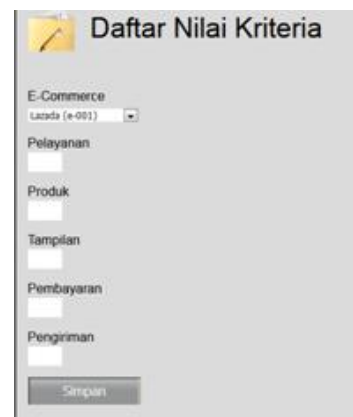 Daftar Nilai Kriteria
E-Commerce
Lazada (e-001)
Pelayanan
Produk
Tampilan
Pembayaran
Pengiriman
Simpan